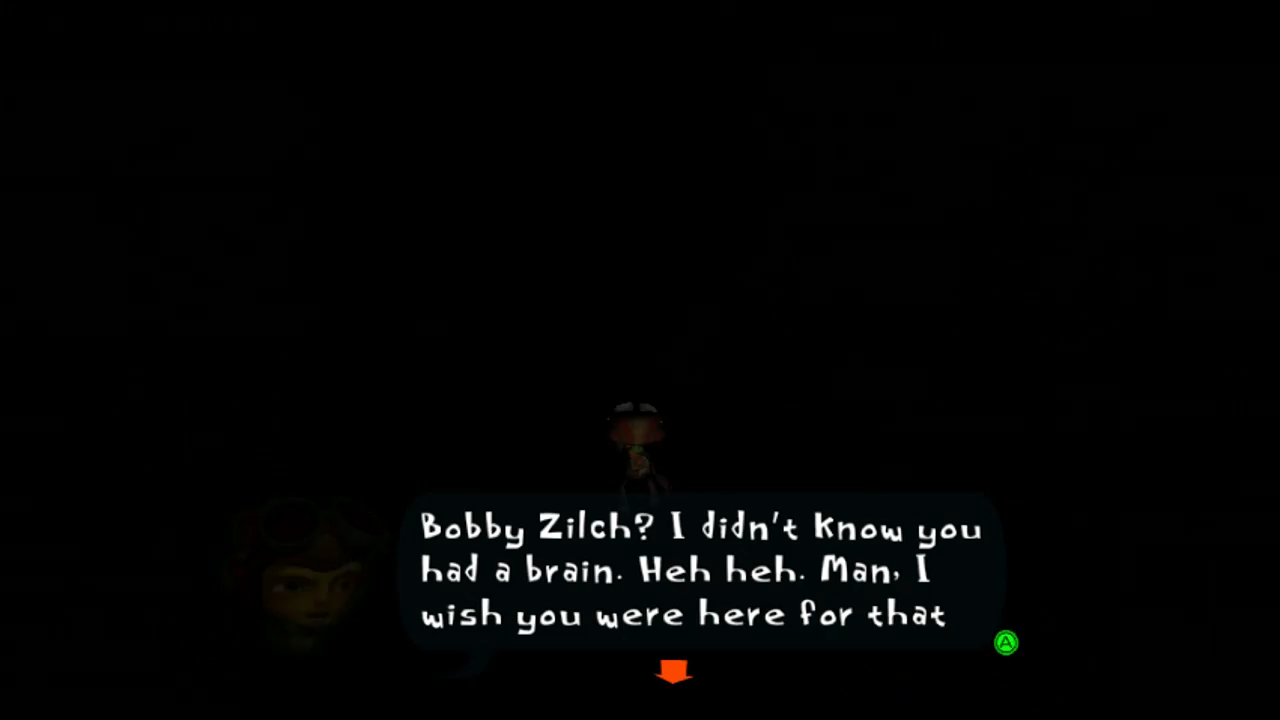 Bobby Zilch? I didn't know you
had a brain. Heh heh. Man, I
wish you were here for that
A